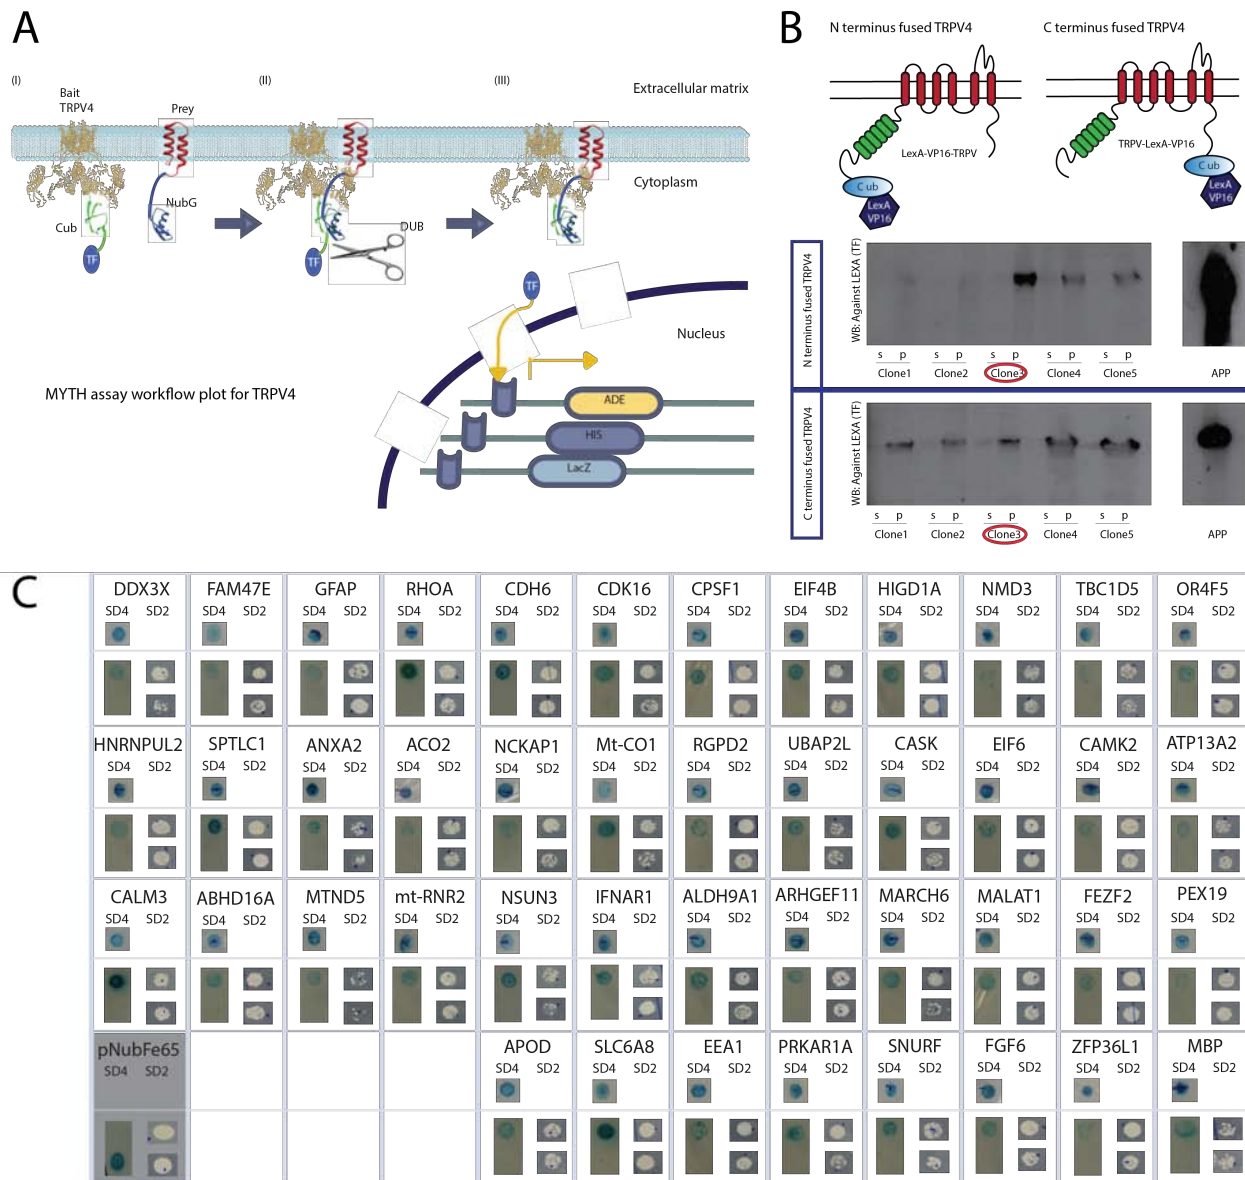 A
(I)
(II)
(III)
Extracellular matrix
Bait
TRPV4
Prey
Cytoplasm
NubG
Cub
DUB
TF
TF
TF
Nucleus
MYTH assay workflow plot for TRPV4
ADE
HIS
LacZ
B
N terminus fused TRPV4
C terminus fused TRPV4
LexA-VP16-TRPV
TRPV-LexA-VP16
C ub
LexA
VP16
C ub
LexA
VP16
N terminus fused TRPV4
WB: Against LEXA (TF)
s p s p s p s p s p
Clone1 Clone2 Clone3 Clone4 Clone5 APP
C terminus fused TRPV4
WB: Against LEXA (TF)
s p s p s p s p s p
Clone1 Clone2 Clone3 Clone4 Clone5 APP
C
DDX3X FAM47E GFAP RHOA CDH6 CDK16 CPSF1 EIF4B HIGD1A NMD3 TBC1D5 OR4F5
SD4 SD2 SD4 SD2 SD4 SD2 SD4 SD2 SD4 SD2 SD4 SD2 SD4 SD2 SD4 SD2 SD4 SD2 SD4 SD2 SD4 SD2 SD4 SD2
HNRNPUL2 SPTLC1 ANXA2 ACO2 NCKAP1 Mt-CO1 RGPD2 UBAP2L CASK EIF6 CAMK2 ATP13A2
SD4 SD2 SD4 SD2 SD4 SD2 SD4 SD2 SD4 SD2 SD4 SD2 SD4 SD2 SD4 SD2 SD4 SD2 SD4 SD2 SD4 SD2 SD4 SD2
CALM3 ABHD16A MTND5 mt-RNR2 NSUN3 IFNAR1 ALDH9A1 ARHGEF11 MARCH6 MALAT1 FEZF2 PEX19
SD4 SD2 SD4 SD2 SD4 SD2 SD4 SD2 SD4 SD2 SD4 SD2 SD4 SD2 SD4 SD2 SD4 SD2 SD4 SD2 SD4 SD2 SD4 SD2
pNubFe65 APOD SLC6A8 EEA1 PRKAR1A SNURF FGF6 ZFP36L1 MBP
SD4 SD2 SD4 SD2 SD4 SD2 SD4 SD2 SD4 SD2 SD4 SD2 SD4 SD2 SD4 SD2 SD4 SD2